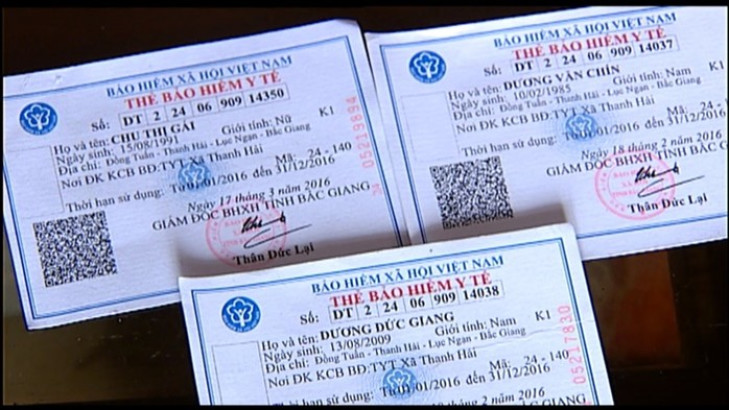 BẢO HIỂM XÃ HỘI VIỆT NAM
THẺ BẢO HIỂM Y TẾ
Số: DT 2 24 06 909 14350
Họ và tên: CHU THỊ GÁI
Ngày sinh: 15/08/1991 Giới tính: Nữ K1
Địa chỉ: Đồng Tuấn - Thanh Hải - Lục Ngạn - Bắc Giang
Nơi ĐK KCB BĐ: TYT Xã Thanh Hải Mã: 24 - 140
Thời hạn sử dụng: Từ 01/01/2016 đến 31/12/2016
Ngày 17 tháng 3 năm 2016
GIÁM ĐỐC BHXH TỈNH BẮC GIANG
Thân Đức Lại
05219894
BẢO HIỂM XÃ HỘI VIỆT NAM
THẺ BẢO HIỂM Y TẾ
Số: DT 2 24 06 909 14037
Họ và tên: DƯƠNG VĂN CHÍN
Ngày sinh: 10/02/1985 Giới tính: Nam K1
Địa chỉ: Đồng Tuấn - Thanh Hải - Lục Ngạn - Bắc Giang
Nơi ĐK KCB BĐ: TYT Xã Thanh Hải
Mã: 24 -
01/2016 đến 31/12/2016
Ngày 18 tháng 2 năm 2016
GIÁM ĐỐC BHXH TỈNH BẮC
Thân Đức Lại
BẢO HIỂM XÃ HỘI VIỆT NAM
THẺ BẢO HIỂM Y TẾ
Số: DT 2 24 06 909 14038
Họ và tên: DƯƠNG ĐỨC GIANG
Ngày sinh: 13/08/2009 Giới tính: Nam K1
Địa chỉ: Đồng Tuấn - Thanh Hải - Lục Ngạn - Bắc Giang
Nơi ĐK KCB BĐ: TYT Xã Thanh Hải
Mã: 24 - 140
Thời hạn sử dụng: 01/2016 đến 31/12/2016
2 năm 2016
GIANG
05217830